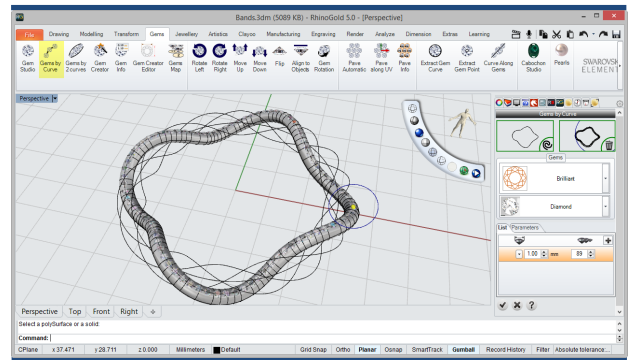 Bands.3dm (5089 KB) - RhinoGold 5.0 - [Perspective]
File Drawing Modelling Transform Gems Jewellery Artistics Clayoo Manufacturing Engraving Render Analyze Dimension Extras Learning
Gem Studio Gems by Curve Gems by 2curves Gem Creator Gem Info Gem Creator Editor Gems Map Rotate Left Rotate Right Move Up Move Down Flip Align to Objects Gem Rotation Pave Automatic Pave along UV Pave Info Extract Gem Curve Extract Gem Point Curve Along Gems Cabochon Studio Pearls SWAROVSKI ELEMENT
Perspective
Gems by Curve
Gems
Brilliant
Diamond
List Parameters
1.00 mm 89
Perspective Top Front Right
Select a polySurface or a solid:
Command:
CPlane x 37.471 y 28.711 z 0.000 Millimeters Default Grid Snap Ortho Planar Osnap SmartTrack Gumball Record History Filter Absolute tolerance:...